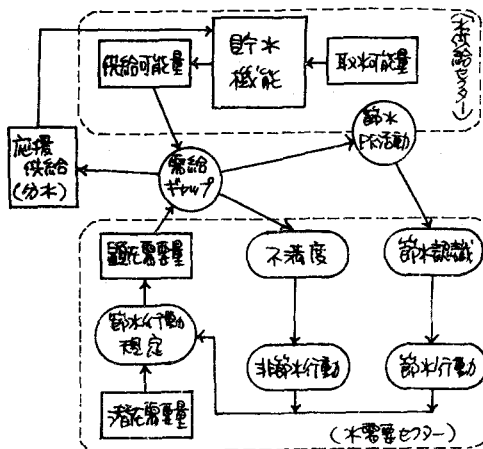 (水供給セクター)
供給可能量
貯水
機能
取水可能量
節水
PR活動
応援
供給
(分水)
需給
ギャップ
顕在需要量
不満度
節水認識
節水行動
規定
非節水行動
節水行動
潜在需要量
(水需要セクター)